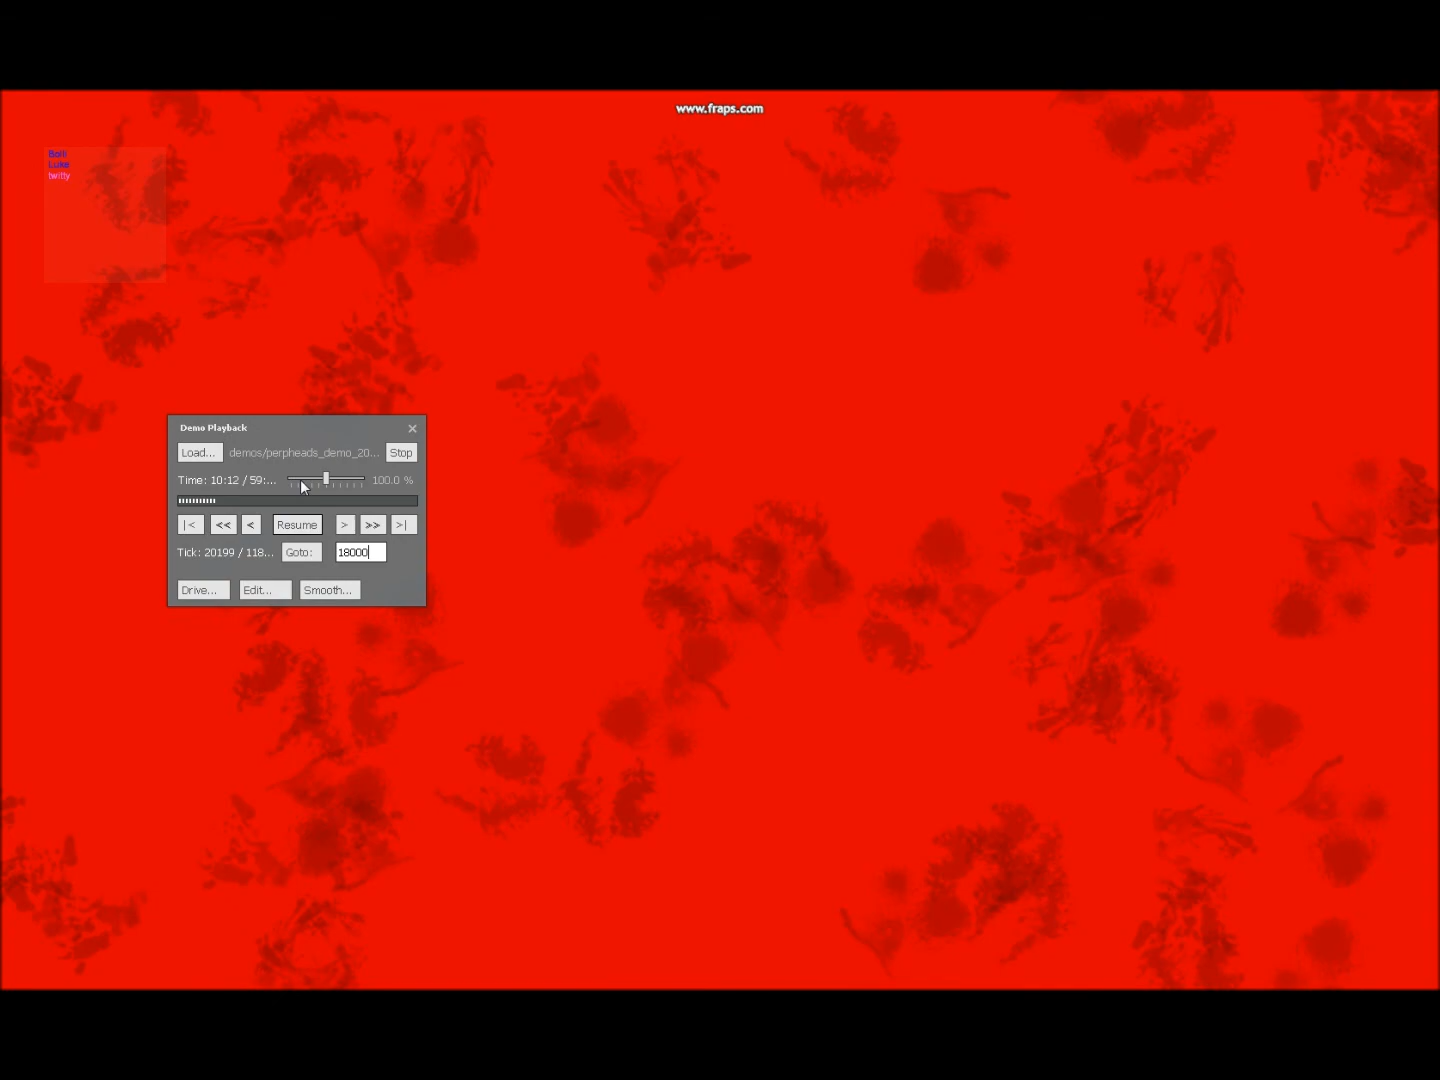 www.fraps.com
Balli
Luke
twitty
Demo Playback
Load... demos/perpheads_demo_20... Stop
Time: 10:12 / 59:... 100.0 %
|< << < Resume > >> >|
Tick: 20199 / 118... Goto: 18000
Drive... Edit... Smooth...